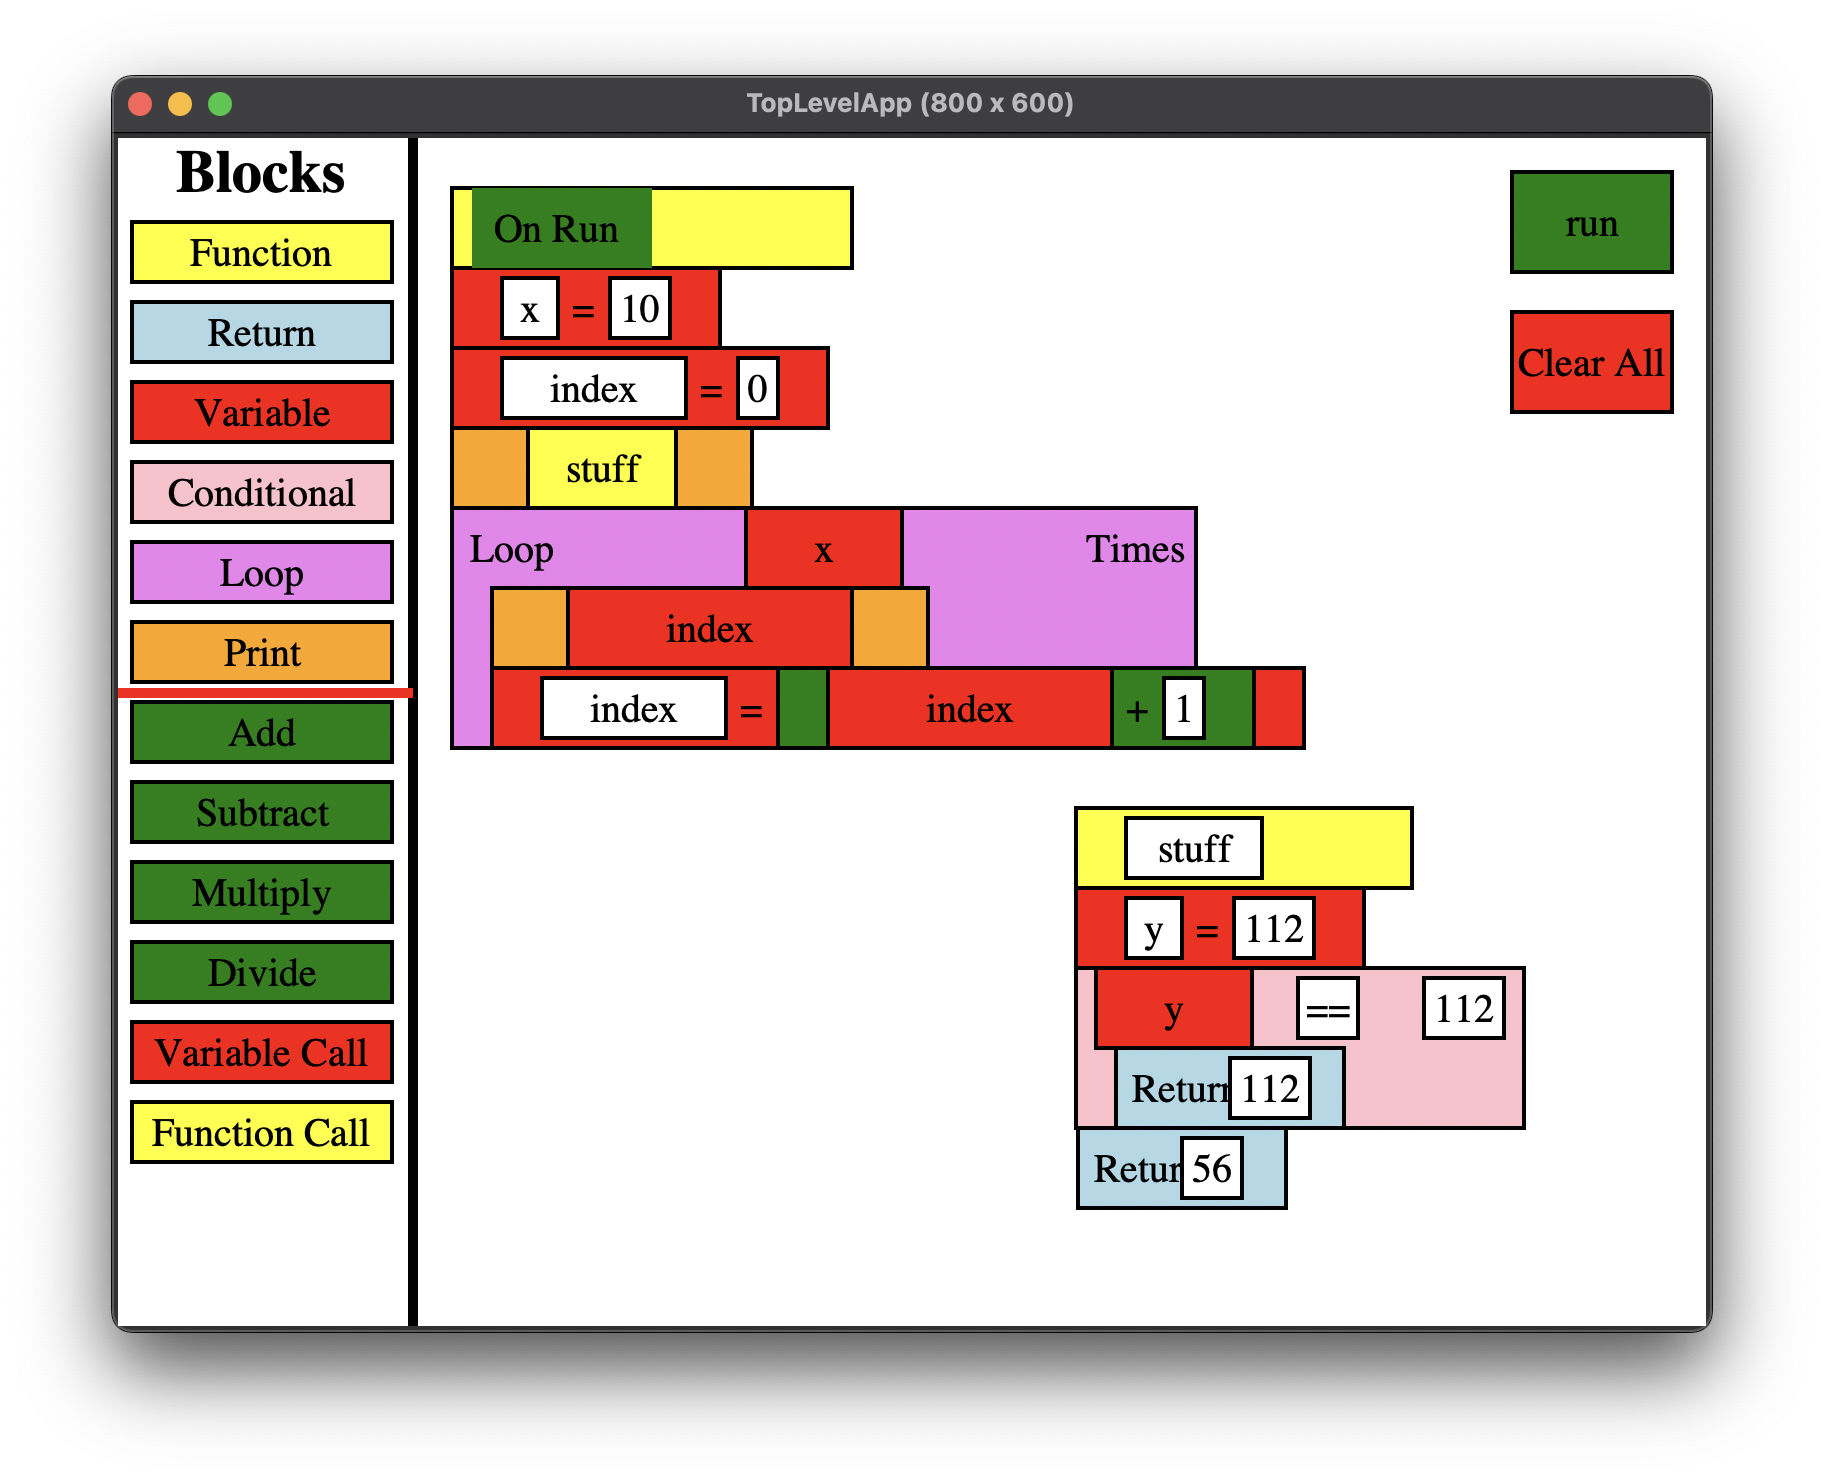 TopLevelApp (800 x 600)
Blocks
Function
Return
Variable
Conditional
Loop
Print
Add
Subtract
Multiply
Divide
Variable Call
Function Call
On Run
x = 10
index = 0
stuff
Loop x Times
index
index = index + 1
stuff
y = 112
y == 112
Return 112
Retur 56
run
Clear All